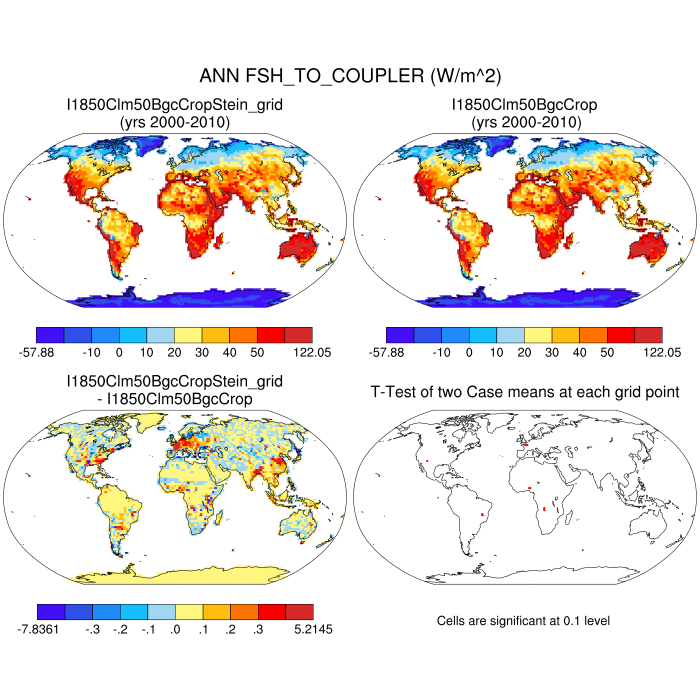 ANN FSH_TO_COUPLER (W/m^2)
I1850Clm50BgcCropStein_grid
(yrs 2000-2010)
I1850Clm50BgcCrop
(yrs 2000-2010)
-57.88 -10 0 10 20 30 40 50 122.05
-57.88 -10 0 10 20 30 40 50 122.05
I1850Clm50BgcCropStein_grid
- I1850Clm50BgcCrop
T-Test of two Case means at each grid point
-7.8361 -.3 -.2 -.1 .0 .1 .2 .3 5.2145
Cells are significant at 0.1 level